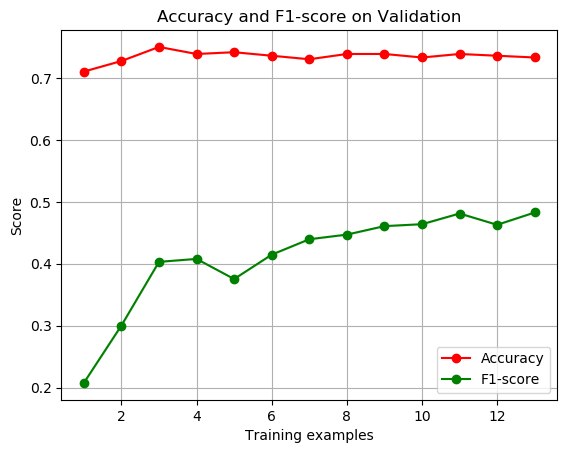 Accuracy and F1-score on Validation
0.7
0.6
0.5
0.4
0.3
0.2
Score
Accuracy
F1-score
2 4 6 8 10 12
Training examples